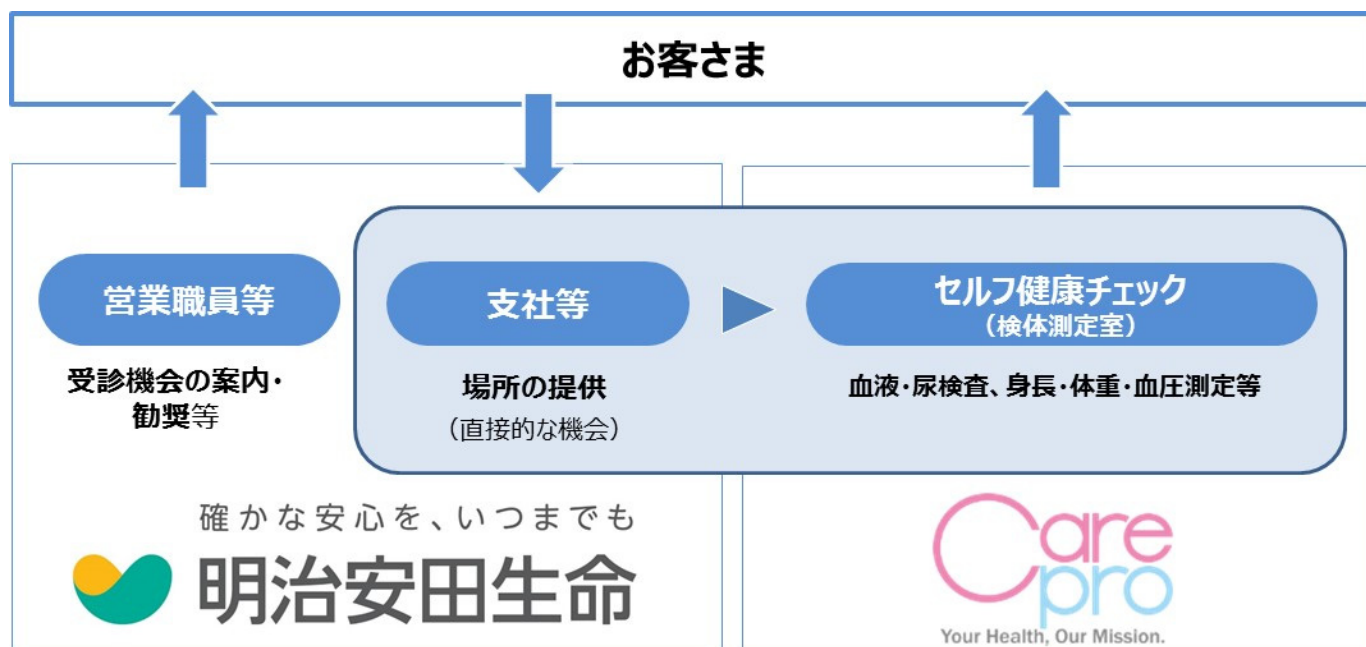 お客さま
営業職員等
受診機会の案内・
勧奨等
支社等
場所の提供
（直接的な機会）
セルフ健康チェック
（検体測定室）
血液・尿検査、身長・体重・血圧測定等
確かな安心を、いつまでも
明治安田生命
Care
pro
Your Health, Our Mission.